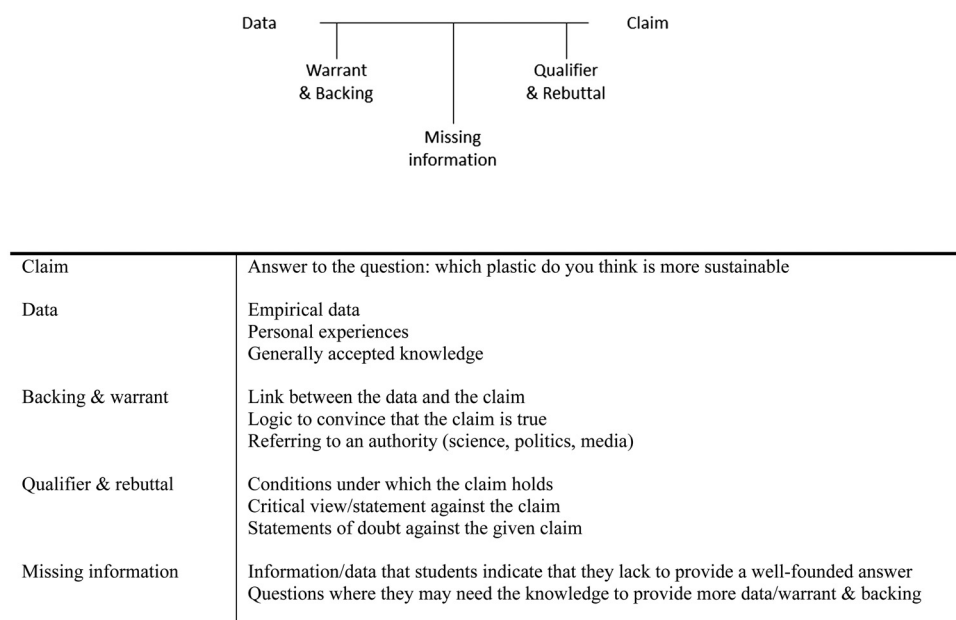 Data
Claim
Warrant
& Backing
Qualifier
& Rebuttal
Missing
information
Claim Answer to the question: which plastic do you think is more sustainable
Data Empirical data
Personal experiences
Generally accepted knowledge
Backing & warrant Link between the data and the claim
Logic to convince that the claim is true
Referring to an authority (science, politics, media)
Qualifier & rebuttal Conditions under which the claim holds
Critical view/statement against the claim
Statements of doubt against the given claim
Missing information Information/data that students indicate that they lack to provide a well-founded answer
Questions where they may need the knowledge to provide more data/warrant & backing